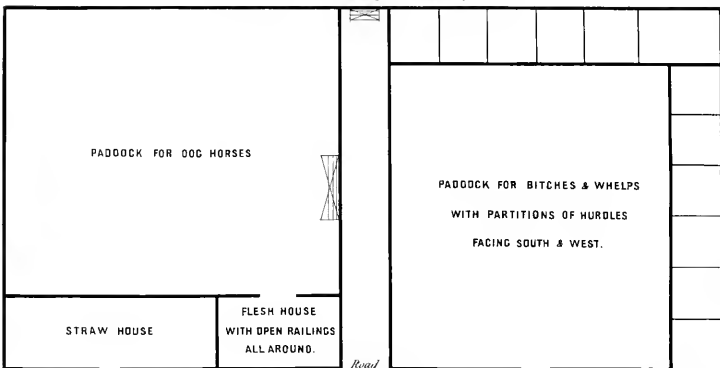 PADDOCK FOR DOG HORSES
PADDOCK FOR BITCHES & WHELPS
WITH PARTITIONS OF HURDLES
FACING SOUTH & WEST.
STRAW HOUSE
FLESH HOUSE
WITH OPEN RAILINGS
ALL AROUND.
Road